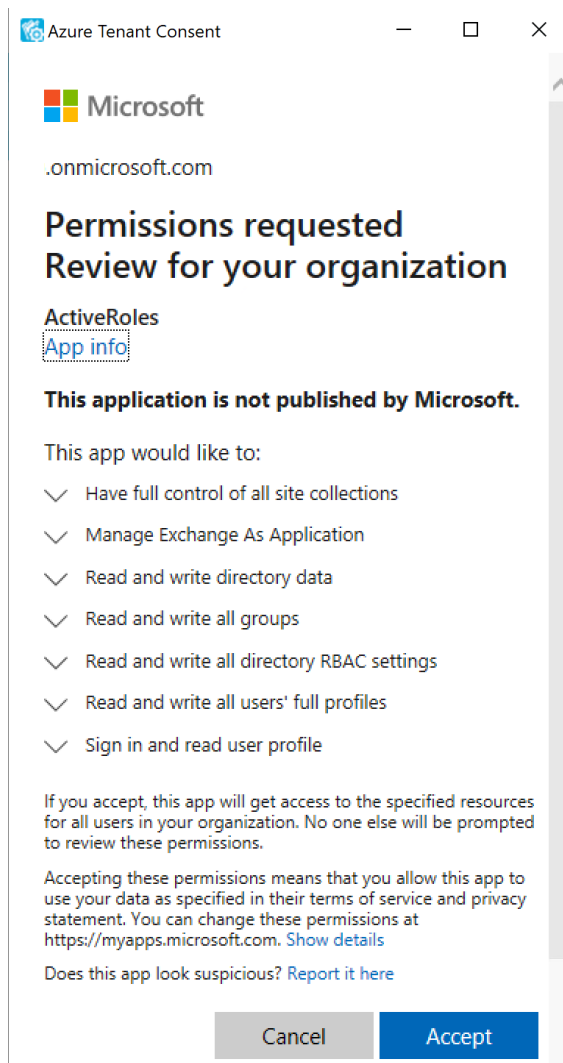 Azure Tenant Consent
Microsoft
.onmicrosoft.com
Permissions requested
Review for your organization
ActiveRoles
App info
This application is not published by Microsoft.
This app would like to:
Have full control of all site collections
Manage Exchange As Application
Read and write directory data
Read and write all groups
Read and write all directory RBAC settings
Read and write all users' full profiles
Sign in and read user profile
If you accept, this app will get access to the specified resources
for all users in your organization. No one else will be prompted
to review these permissions.
Accepting these permissions means that you allow this app to
use your data as specified in their terms of service and privacy
statement. You can change these permissions at
https://myapps.microsoft.com. Show details
Does this app look suspicious? Report it here
Cancel
Accept